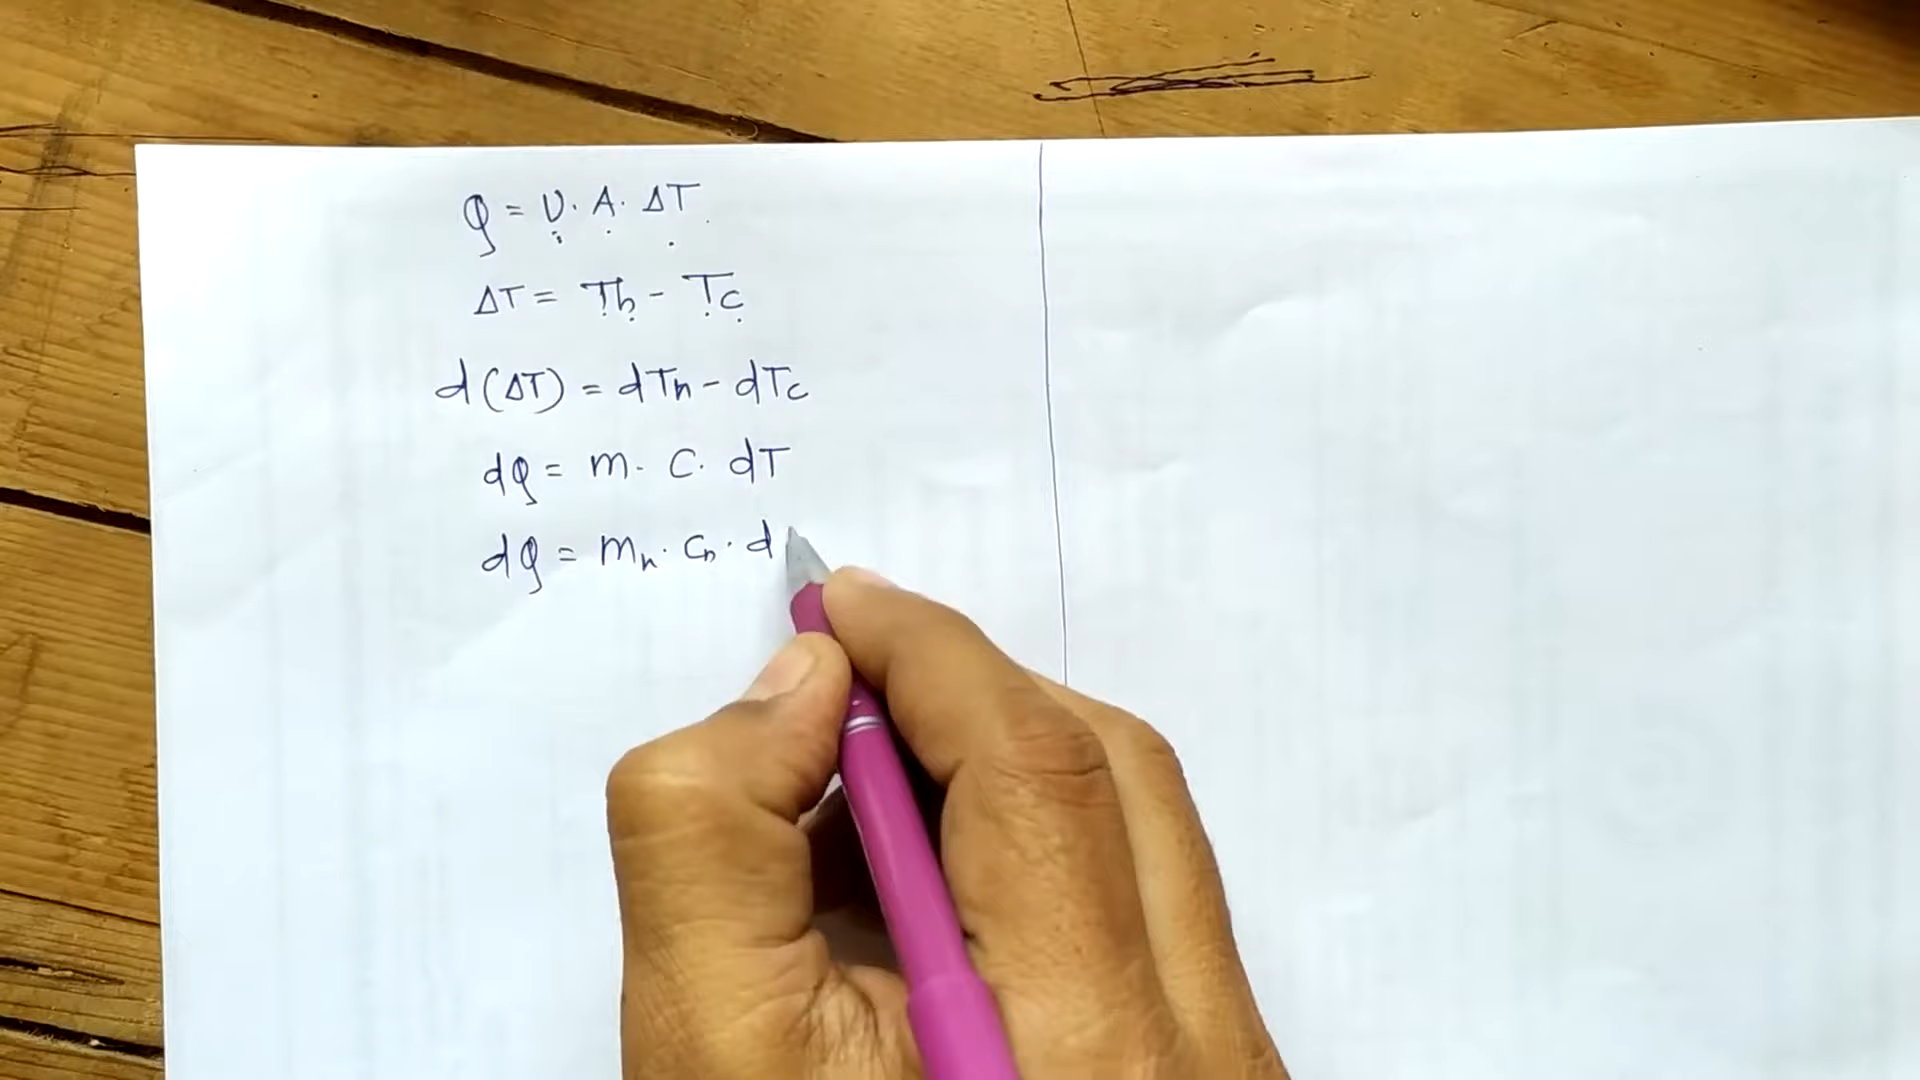 Q = U. A. ΔT
ΔT = Th - Tc
d (ΔT) = dTh - dTc
dQ = m. c. dT
dQ = mh. ch. d